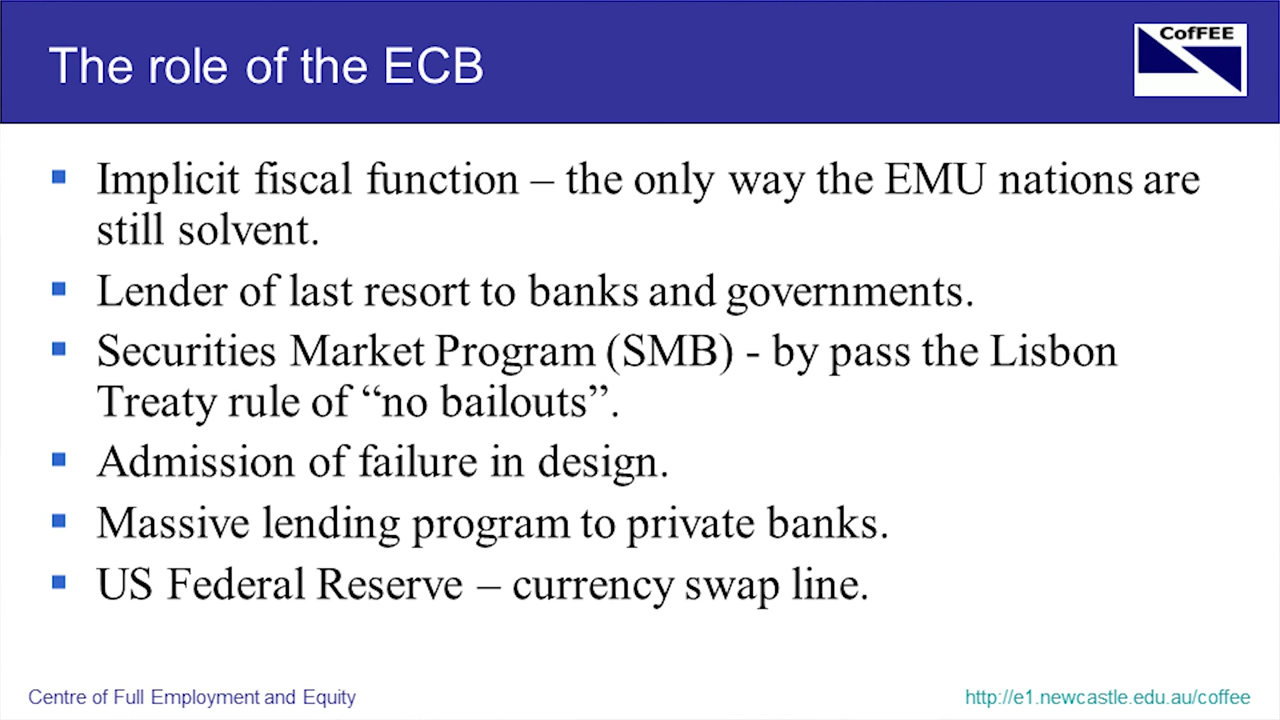 The role of the ECB
CofFEE
Implicit fiscal function – the only way the EMU nations are
still solvent.
Lender of last resort to banks and governments.
Securities Market Program (SMB) - by pass the Lisbon
Treaty rule of “no bailouts”.
Admission of failure in design.
Massive lending program to private banks.
US Federal Reserve – currency swap line.
Centre of Full Employment and Equity
http://e1.newcastle.edu.au/coffee